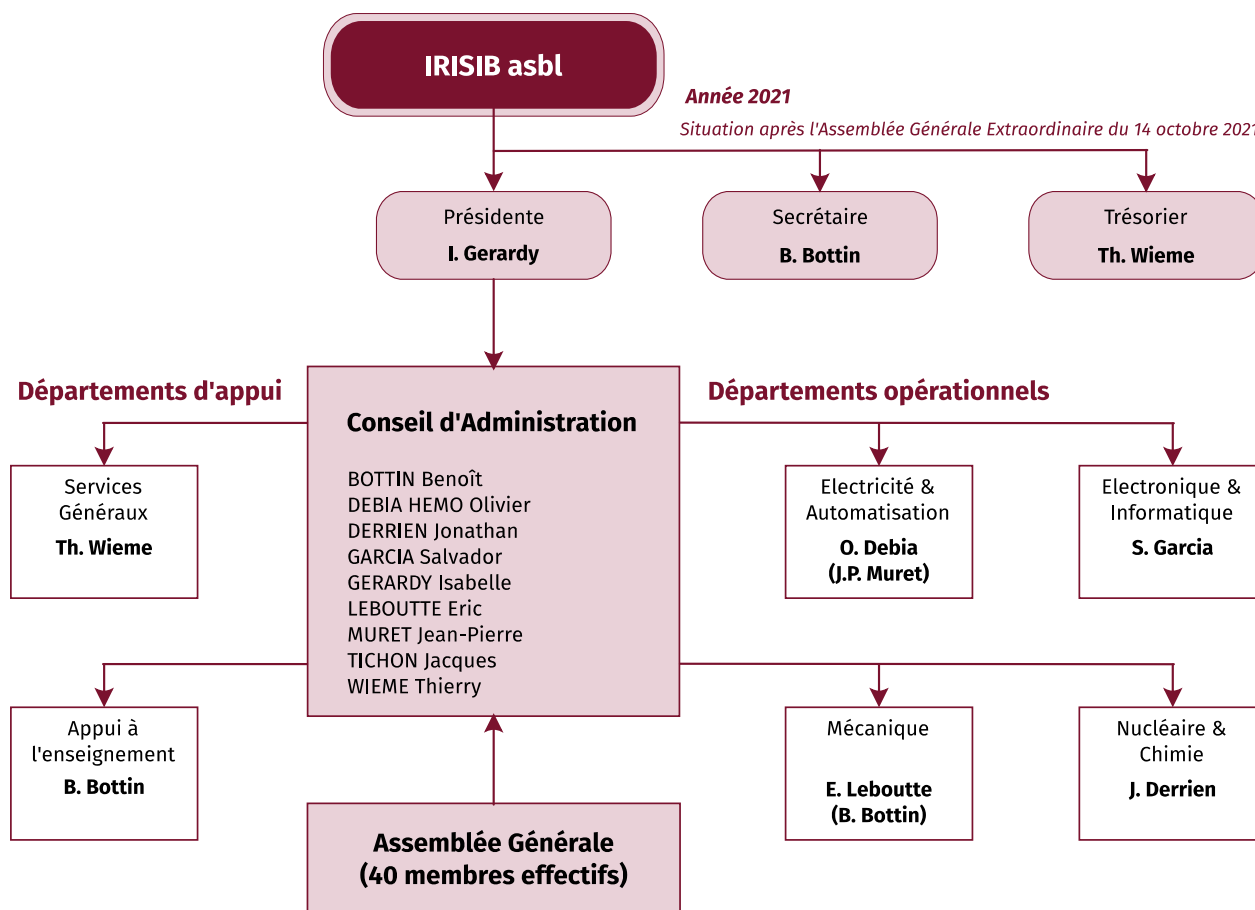 IRISIB asbl
Année 2021
Situation après l'Assemblée Générale Extraordinaire du 14 octobre 2021
Présidente
I. Gerardy
Secrétaire
B. Bottin
Trésorier
Th. Wieme
Départements d'appui
Départements opérationnels
Conseil d'Administration
BOTTIN Benoît
DEBIA HEMO Olivier
DERRIEN Jonathan
GARCIA Salvador
GERARDY Isabelle
LEBOUTTE Eric
MURET Jean-Pierre
TICHON Jacques
WIEME Thierry
Services
Généraux
Th. Wieme
Electricité &
Automatisation
O. Debia
(J.P. Muret)
Electronique &
Informatique
S. Garcia
Appui à
l'enseignement
B. Bottin
Mécanique
E. Leboutte
(B. Bottin)
Nucléaire &
Chimie
J. Derrien
Assemblée Générale
(40 membres effectifs)